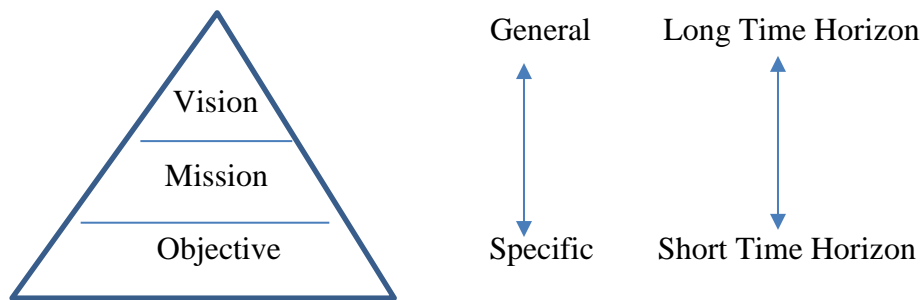 General Long Time Horizon
Vision
Mission
Objective Specific Short Time Horizon